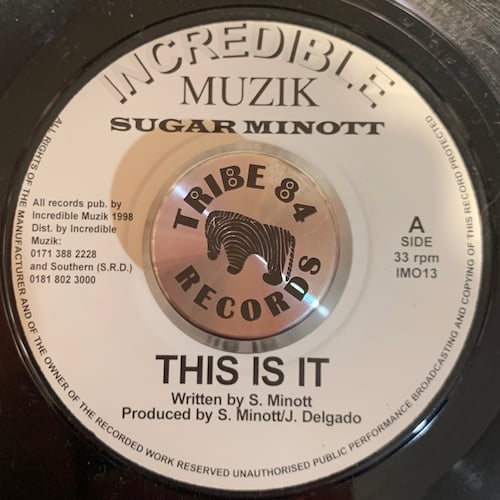 INCREDIBLE
MUZIK
SUGAR MINOTT
TRIBE 84
RECORDS
All records pub. by
Incredible Muzik 1998
Dist. by Incredible
Muzik:
0171 388 2228
and Southern (S.R.D.)
0181 802 3000
A
SIDE
33 rpm
IMO13
THIS IS IT
Written by S. Minott
Produced by S. Minott/J. Delgado
ALL RIGHTS OF THE MANUFACTURER AND OF THE OWNER OF THE RECORDED WORK RESERVED UNAUTHORISED PUBLIC PERFORMANCE BROADCASTING AND COPYING OF THIS RECORD PROTECTED